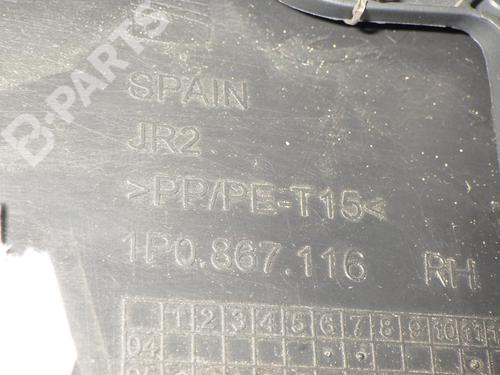 B-PARTS
SPAIN
JR2
>PP/PE-T15<
1P0.867.116 RH
1 2 3 4 5 6 7 8 9 10 11
04